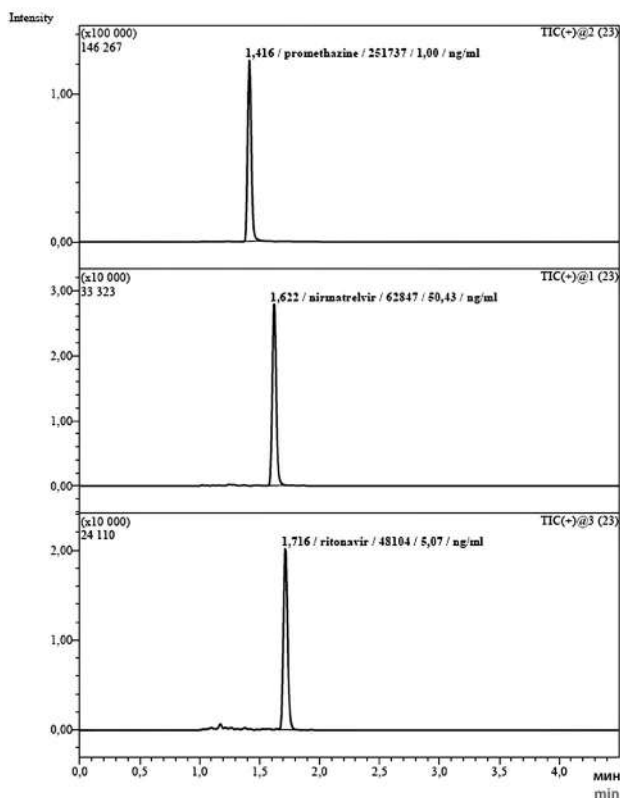 Intensity
(x100 000) TIC(+)@2 (23)
146 267
1,416 / promethazine / 251737 / 1,00 / ng/ml
1,00
0,00
(x10 000) TIC(+)@1 (23)
3,00
33 323
1,622 / nirmatrelvir / 62847 / 50,43 / ng/ml
2,00
1,00
0,00
(x10 000) TIC(+)@3 (23)
24 110
1,716 / ritonavir / 48104 / 5,07 / ng/ml
2,00
1,00
0,00
0,0 0,5 1,0 1,5 2,0 2,5 3,0 3,5 4,0 мин
min